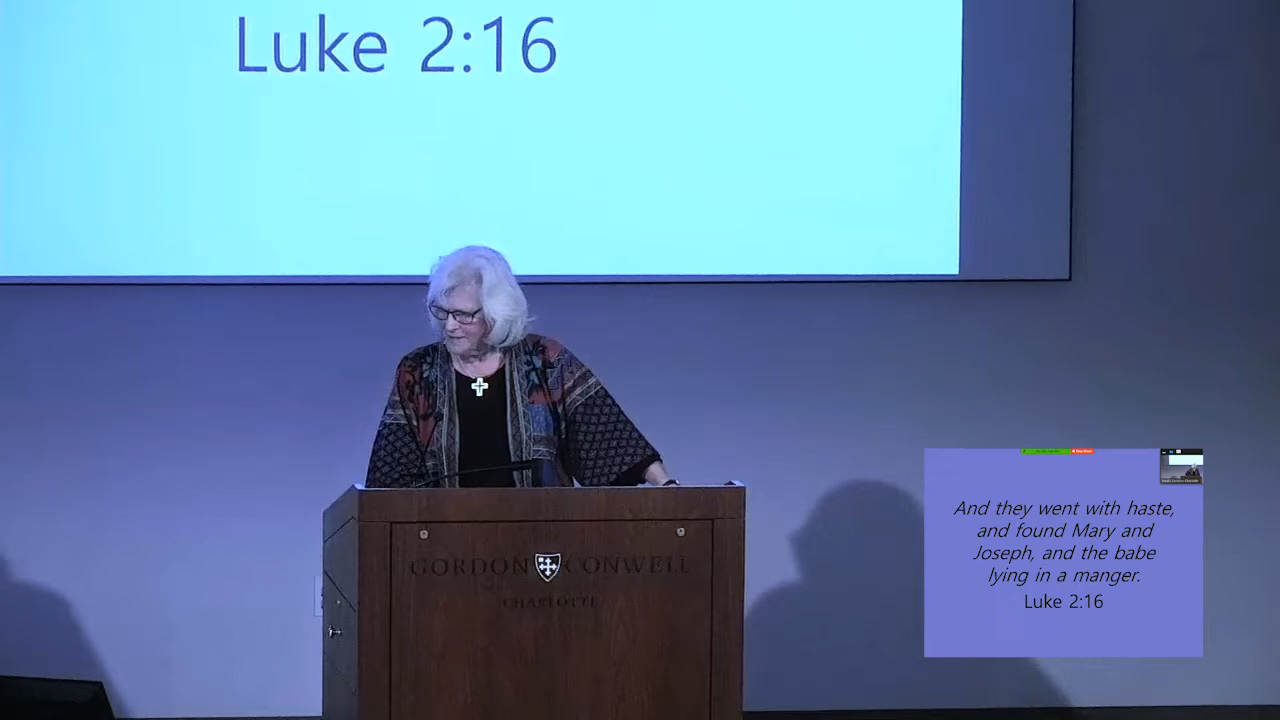 Luke 2:16
GORDON CONWELL
CHARLOTTE
And they went with haste,
and found Mary and
Joseph, and the babe
lying in a manger.
Luke 2:16